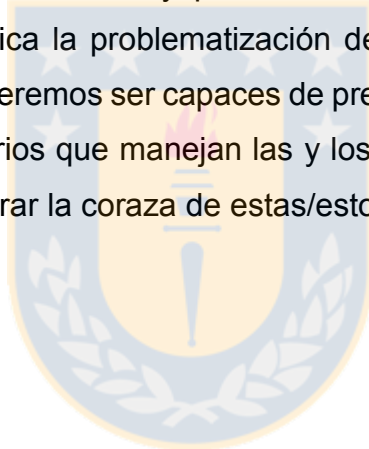 ica la problematización de
eremos ser capaces de pre
rios que manejan las y los
rar la coraza de estas/esto